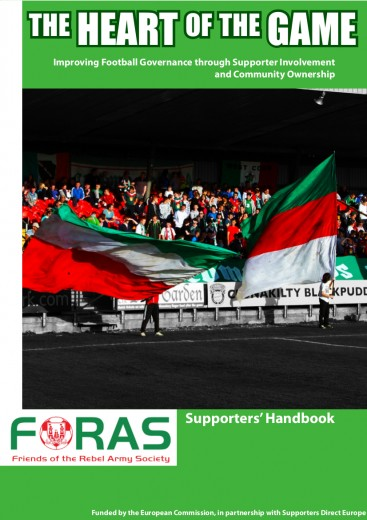 THE HEART OF THE GAME
Improving Football Governance through Supporter Involvement
and Community Ownership
Garden
CLONAKILTY BLACKPUDD
Supporters' Handbook
FORAS
Friends of the Rebel Army Society
Funded by the European Commission, in partnership with Supporters Direct Europe